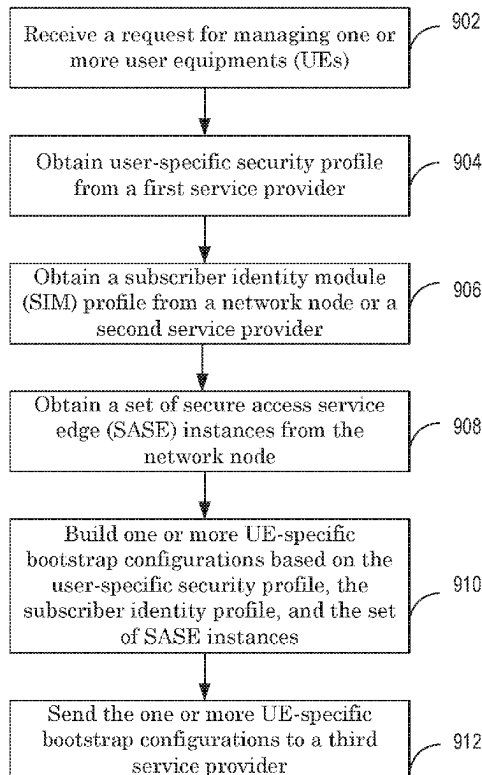 Receive a request for managing one or
more user equipments (UEs)
902
Obtain user-specific security profile
from a first service provider
904
Obtain a subscriber identity module
(SIM) profile from a network node or a
second service provider
906
Obtain a set of secure access service
edge (SASE) instances from the
network node
908
Build one or more UE-specific
bootstrap configurations based on the
user-specific security profile, the
subscriber identity profile, and the set
of SASE instances
910
Send the one or more UE-specific
bootstrap configurations to a third
service provider
912